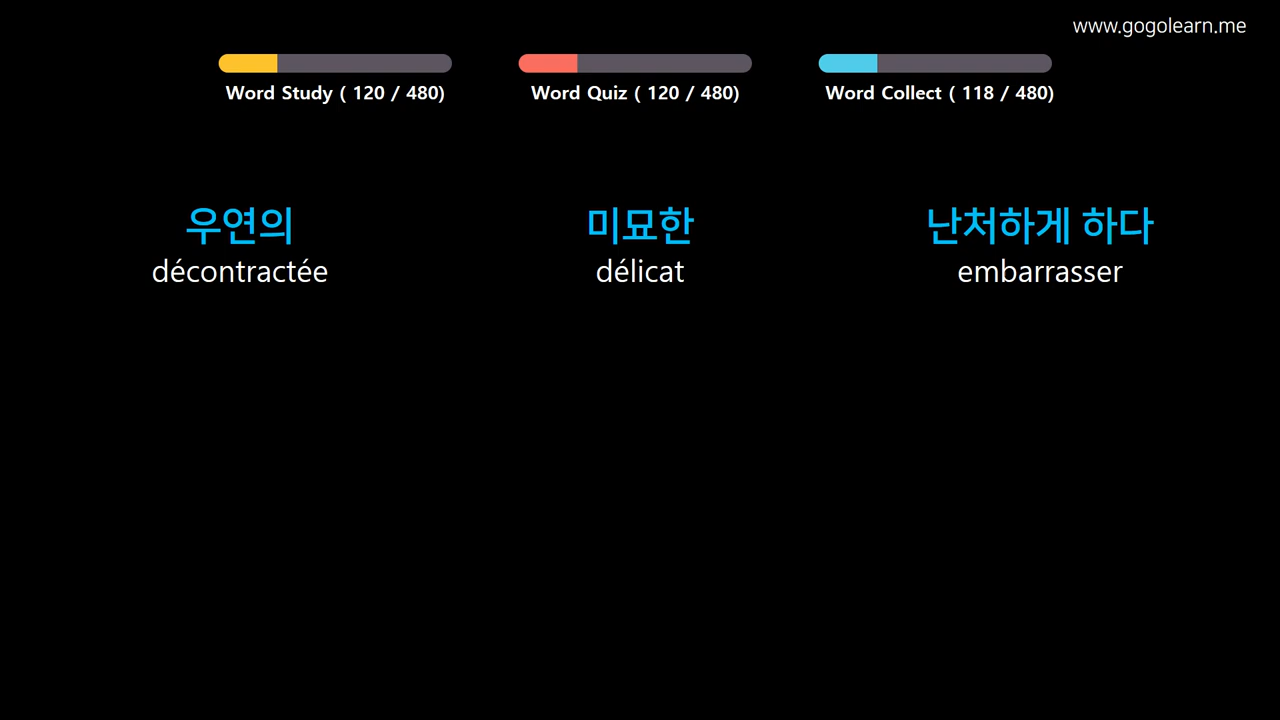 www.gogolearn.me
Word Study ( 120 / 480)
Word Quiz ( 120 / 480)
Word Collect ( 118 / 480)
우연의
décontractée
미묘한
délicat
난처하게 하다
embarrasser